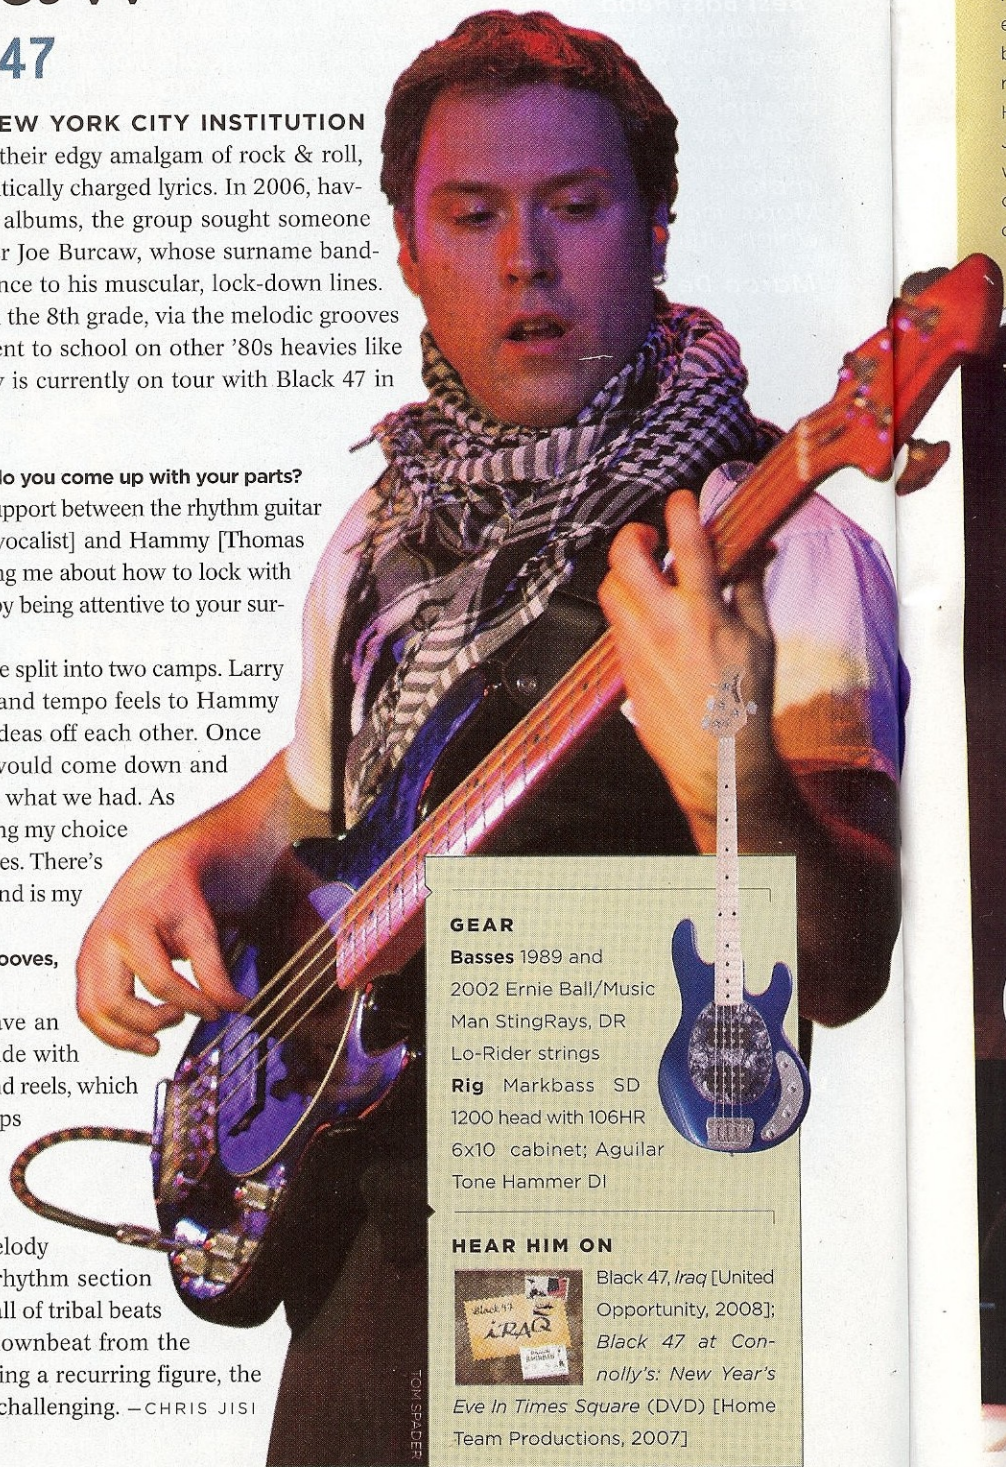 47
EW YORK CITY INSTITUTION
their edgy amalgam of rock & roll,
tically charged lyrics. In 2006, hav-
albums, the group sought someone
r Joe Burcaw, whose surname band-
nce to his muscular, lock-down lines.
the 8th grade, via the melodic grooves
ent to school on other '80s heavies like
y is currently on tour with Black 47 in
do you come up with your parts?
upport between the rhythm guitar
vocalist] and Hammy [Thomas
ng me about how to lock with
by being attentive to your sur-
e split into two camps. Larry
and tempo feels to Hammy
deas off each other. Once
would come down and
what we had. As
ng my choice
es. There's
nd is my
ooves,
ave an
de with
d reels, which
ps
elody
rhythm section
all of tribal beats
ownbeat from the
ing a recurring figure, the
challenging. —CHRIS JISI
GEAR
Basses 1989 and
2002 Ernie Ball/Music
Man StingRays, DR
Lo-Rider strings
Rig Markbass SD
1200 head with 106HR
6x10 cabinet; Aguilar
Tone Hammer DI
HEAR HIM ON
Black 47
iRAQ
Black 47, Iraq [United
Opportunity, 2008];
Black 47 at Con-
nolly's: New Year's
Eve In Times Square (DVD) [Home
Team Productions, 2007]
TOM SPADER